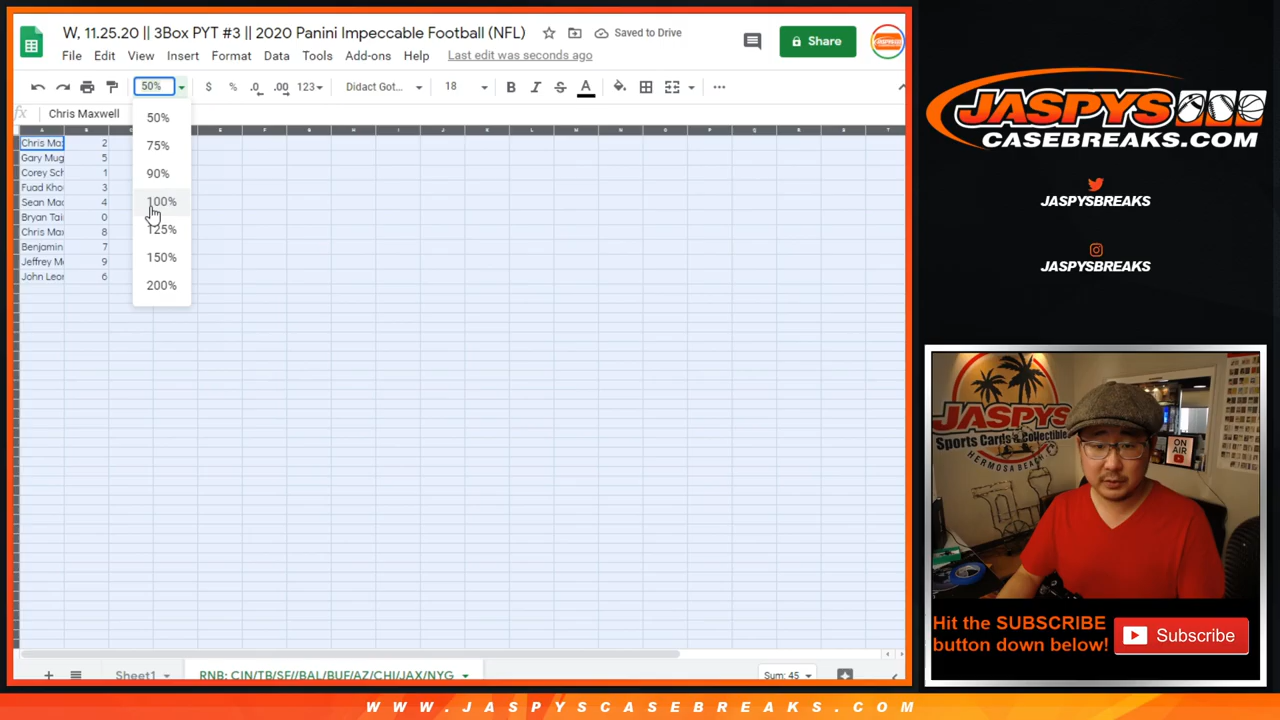 W, 11.25.20 || 3Box PYT #3 || 2020 Panini Impeccable Football (NFL)
Saved to Drive
Share
File Edit View Insert Format Data Tools Add-ons Help Last edit was seconds ago
50% $ % .0 .00 123 Didact Got... 18 B I S A
Chris Maxwell
50%
75%
90%
100%
125%
150%
200%
A B E F G H I J K L M N O P Q R S T
Chris Max 2
Gary Mug 5
Corey Sch 1
Fuad Kho 3
Sean Mac 4
Bryan Tai 0
Chris Max 8
Benjamin 7
Jeffrey M 9
John Leon 6
Sheet1
RNB: CIN/TB/SF//BAL/BUF/AZ/CHI/JAX/NYG
Sum: 45
JASPYS
CASEBREAKS.COM
JASPYSBREAKS
JASPYSBREAKS
JASPYS
Sports Cards & Collectibles
HERMOSA BEACH
ON AIR
Hit the SUBSCRIBE
button down below!
Subscribe
WWW.JASPYSCASEBREAKS.COM